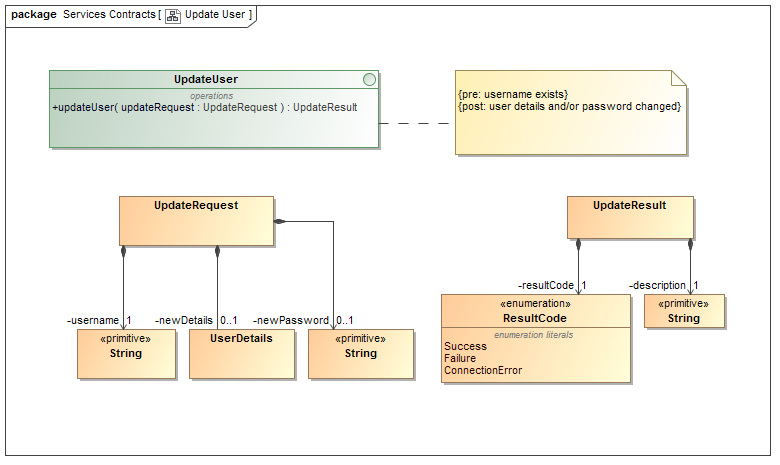 package Services Contracts [ Update User ]
UpdateUser
operations
+updateUser( updateRequest : UpdateRequest ) : UpdateResult
{pre: username exists}
{post: user details and/or password changed}
UpdateRequest
UpdateResult
-resultCode 1
-description 1
-username 1
-newDetails 0..1
-newPassword 0..1
«primitive»
String
UserDetails
«primitive»
String
«enumeration»
ResultCode
enumeration literals
Success
Failure
ConnectionError
«primitive»
String